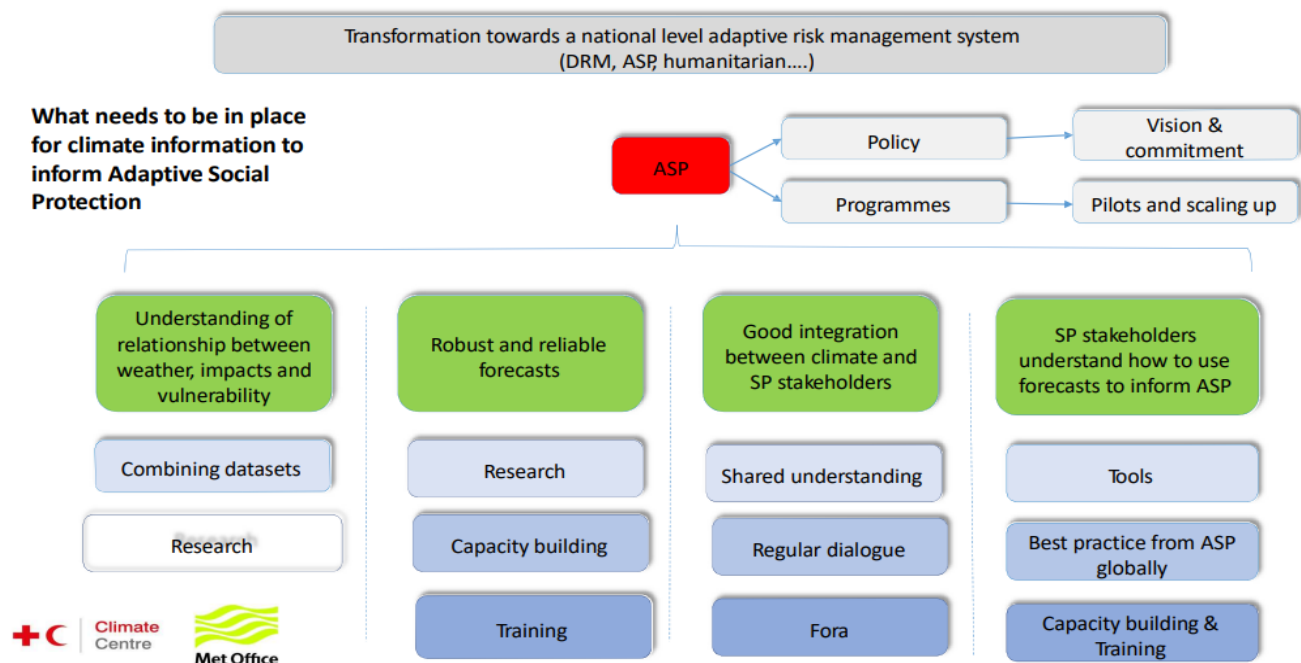 Transformation towards a national level adaptive risk management system
(DRM, ASP, humanitarian....)
What needs to be in place
for climate information to
inform Adaptive Social
Protection
ASP
Policy
Vision &
commitment
Programmes
Pilots and scaling up
Understanding of
relationship between
weather, impacts and
vulnerability
Robust and reliable
forecasts
Good integration
between climate and
SP stakeholders
SP stakeholders
understand how to use
forecasts to inform ASP
Combining datasets
Research
Research
Capacity building
Training
Shared understanding
Regular dialogue
Fora
Tools
Best practice from ASP
globally
Capacity building &
Training
Climate
Centre
Met Office